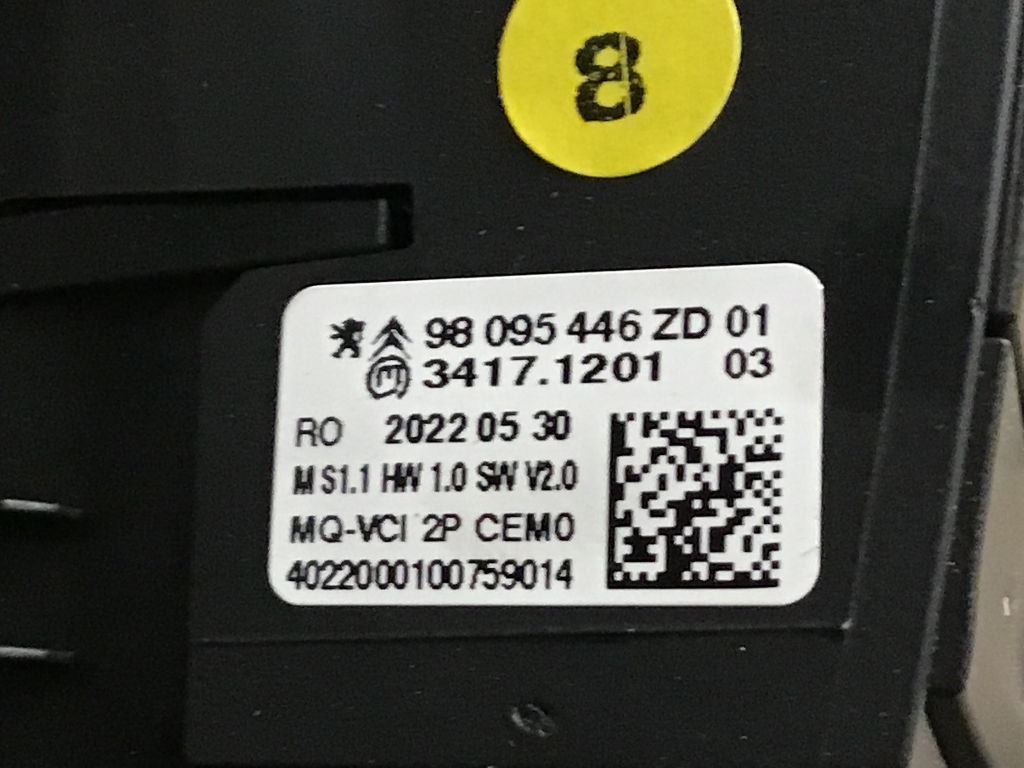 8
98 095 446 ZD 01
3417.1201 03
RO 2022 05 30
M S1.1 HW 1.0 SW V2.0
MQ-VCI 2P CEM0
4022000100759014